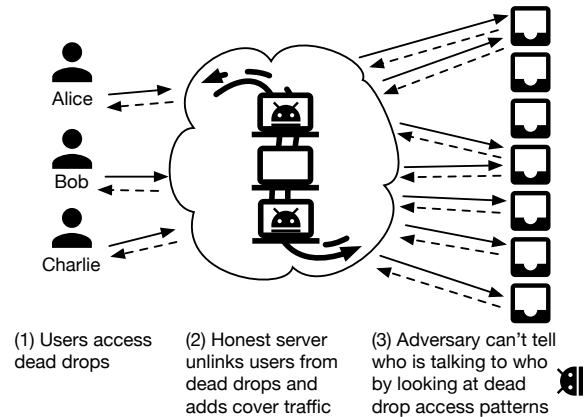 Alice
Bob
Charlie
(1) Users access
dead drops
(2) Honest server
unlinks users from
dead drops and
adds cover traffic
(3) Adversary can't tell
who is talking to who
by looking at dead
drop access patterns